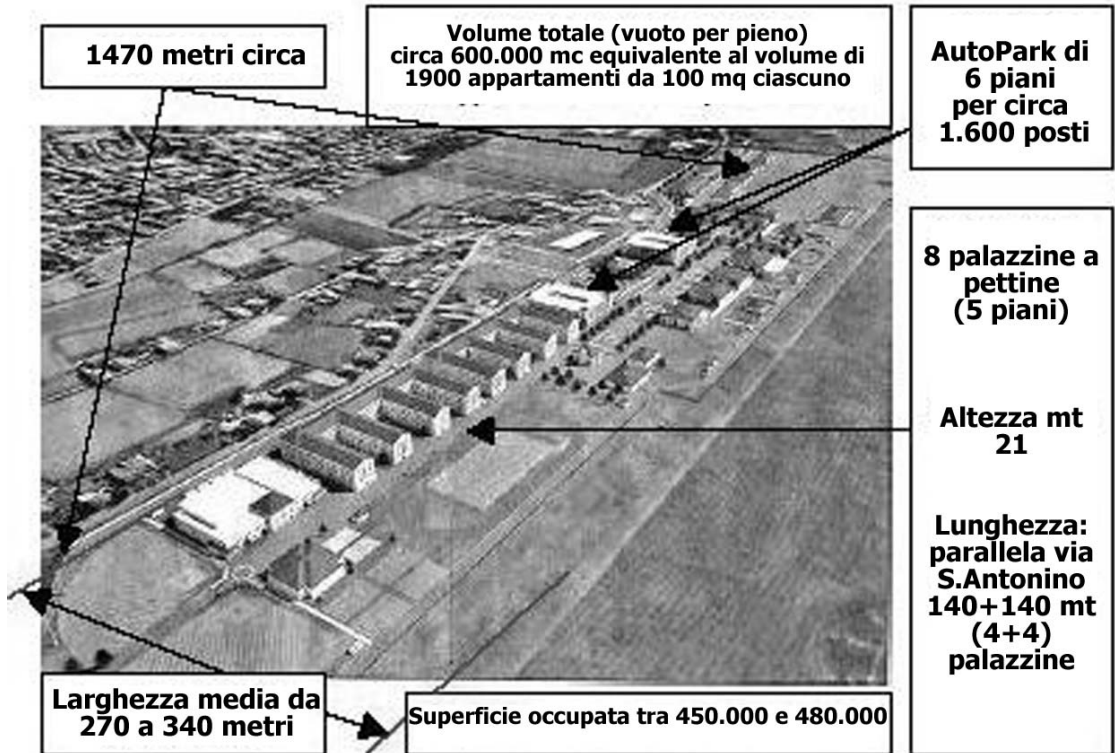 1470 metri circa
Volume totale (vuoto per pieno)
circa 600.000 mc equivalente al volume di
1900 appartamenti da 100 mq ciascuno
AutoPark di
6 piani
per circa
1.600 posti
8 palazzine a
pettine
(5 piani)
Altezza mt
21
Lunghezza:
parallela via
S.Antonino
140+140 mt
(4+4)
palazzine
Larghezza media da
270 a 340 metri
Superficie occupata tra 450.000 e 480.000